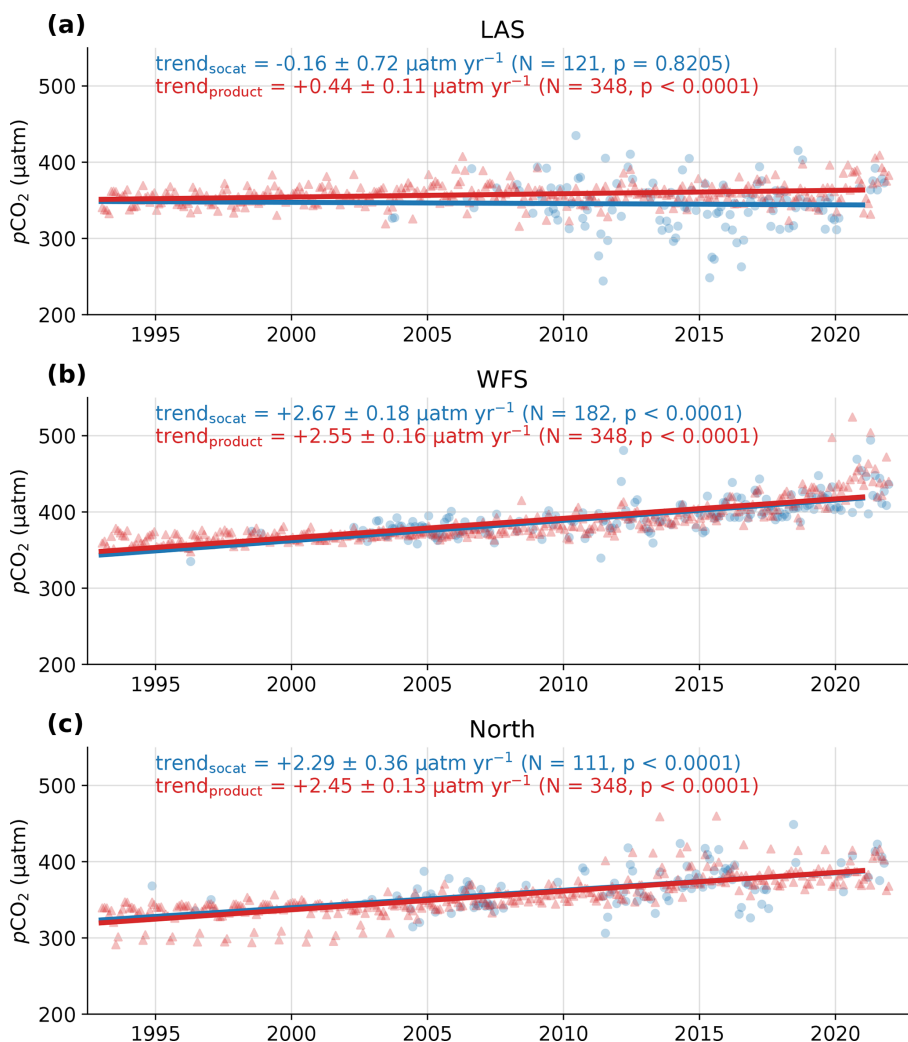 (a)
LAS
trendsocat = -0.16 ± 0.72 µatm yr⁻¹ (N = 121, p = 0.8205)
trendproduct = +0.44 ± 0.11 µatm yr⁻¹ (N = 348, p < 0.0001)
500
400
300
200
pCO₂ (µatm)
1995 2000 2005 2010 2015 2020
(b)
WFS
trendsocat = +2.67 ± 0.18 µatm yr⁻¹ (N = 182, p < 0.0001)
trendproduct = +2.55 ± 0.16 µatm yr⁻¹ (N = 348, p < 0.0001)
500
400
300
200
pCO₂ (µatm)
1995 2000 2005 2010 2015 2020
(c)
North
trendsocat = +2.29 ± 0.36 µatm yr⁻¹ (N = 111, p < 0.0001)
trendproduct = +2.45 ± 0.13 µatm yr⁻¹ (N = 348, p < 0.0001)
500
400
300
200
pCO₂ (µatm)
1995 2000 2005 2010 2015 2020